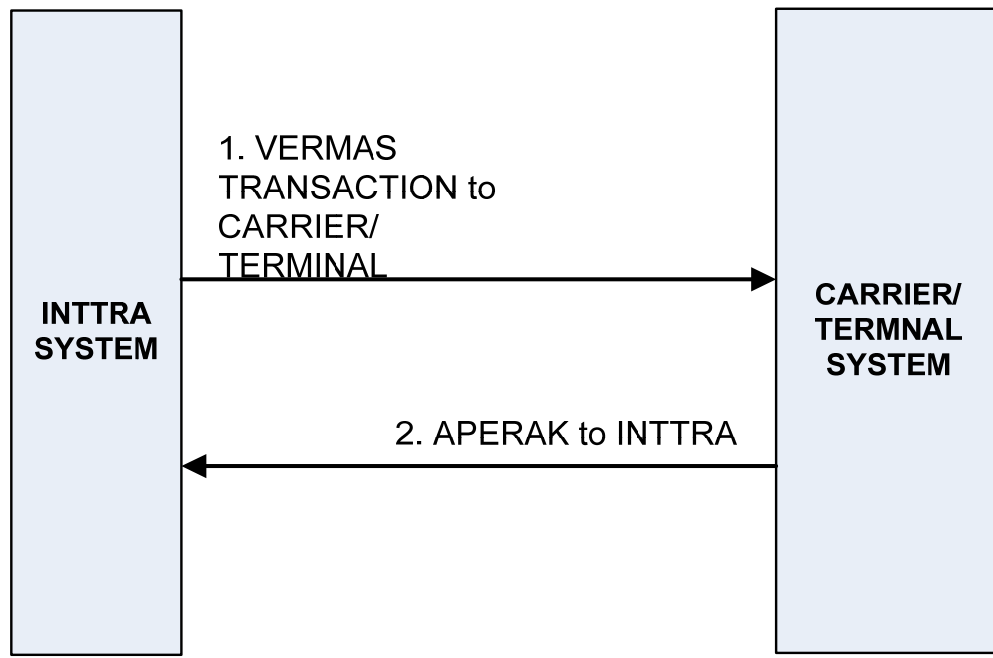 1. VERMAS
TRANSACTION to
CARRIER/
TERMINAL
INTTRA
SYSTEM
CARRIER/
TERMNAL
SYSTEM
2. APERAK to INTTRA